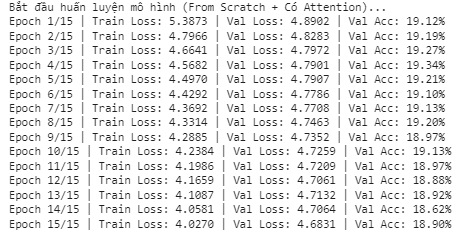 Bắt đầu huấn luyện mô hình (From Scratch + Có Attention)...
Epoch 1/15 | Train Loss: 5.3873 | Val Loss: 4.8902 | Val Acc: 19.12%
Epoch 2/15 | Train Loss: 4.7966 | Val Loss: 4.8283 | Val Acc: 19.19%
Epoch 3/15 | Train Loss: 4.6641 | Val Loss: 4.7972 | Val Acc: 19.27%
Epoch 4/15 | Train Loss: 4.5682 | Val Loss: 4.7901 | Val Acc: 19.34%
Epoch 5/15 | Train Loss: 4.4970 | Val Loss: 4.7907 | Val Acc: 19.21%
Epoch 6/15 | Train Loss: 4.4292 | Val Loss: 4.7786 | Val Acc: 19.10%
Epoch 7/15 | Train Loss: 4.3692 | Val Loss: 4.7708 | Val Acc: 19.13%
Epoch 8/15 | Train Loss: 4.3314 | Val Loss: 4.7463 | Val Acc: 19.20%
Epoch 9/15 | Train Loss: 4.2885 | Val Loss: 4.7352 | Val Acc: 18.97%
Epoch 10/15 | Train Loss: 4.2384 | Val Loss: 4.7259 | Val Acc: 19.13%
Epoch 11/15 | Train Loss: 4.1986 | Val Loss: 4.7209 | Val Acc: 18.97%
Epoch 12/15 | Train Loss: 4.1659 | Val Loss: 4.7061 | Val Acc: 18.88%
Epoch 13/15 | Train Loss: 4.1087 | Val Loss: 4.7132 | Val Acc: 18.92%
Epoch 14/15 | Train Loss: 4.0581 | Val Loss: 4.7064 | Val Acc: 18.62%
Epoch 15/15 | Train Loss: 4.0270 | Val Loss: 4.6831 | Val Acc: 18.90%